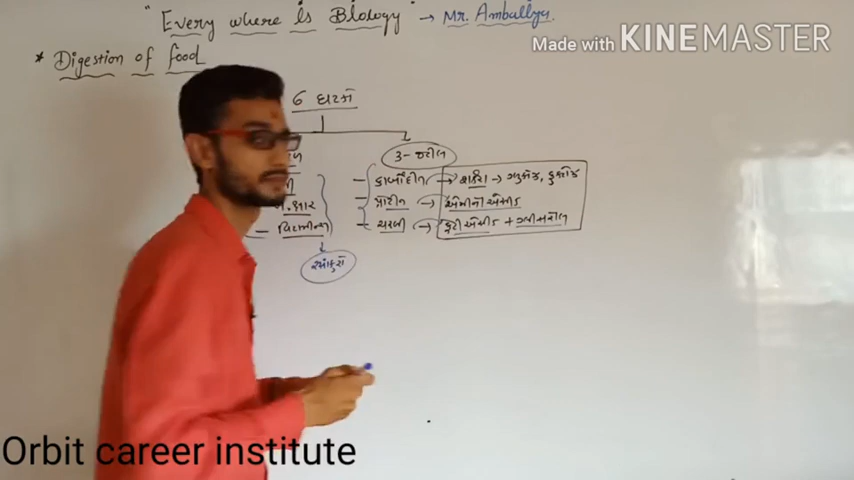 " Every where is Biology" → Mr. Ambaliya.
Made with KINEMASTER
* Digestion of food
6 ઘટકો
3 - જટીલ
– કાર્બોદીત → શર્કરા → ગ્લુકોઝ, ફ્રુક્ટોઝ
– પ્રોટીન → એમીનો એસીડ
– ચરબી → ફેટી એસીડ + ગ્લીસરોલ
ક્ષાર
– વિટામીન્સ
Orbit career institute